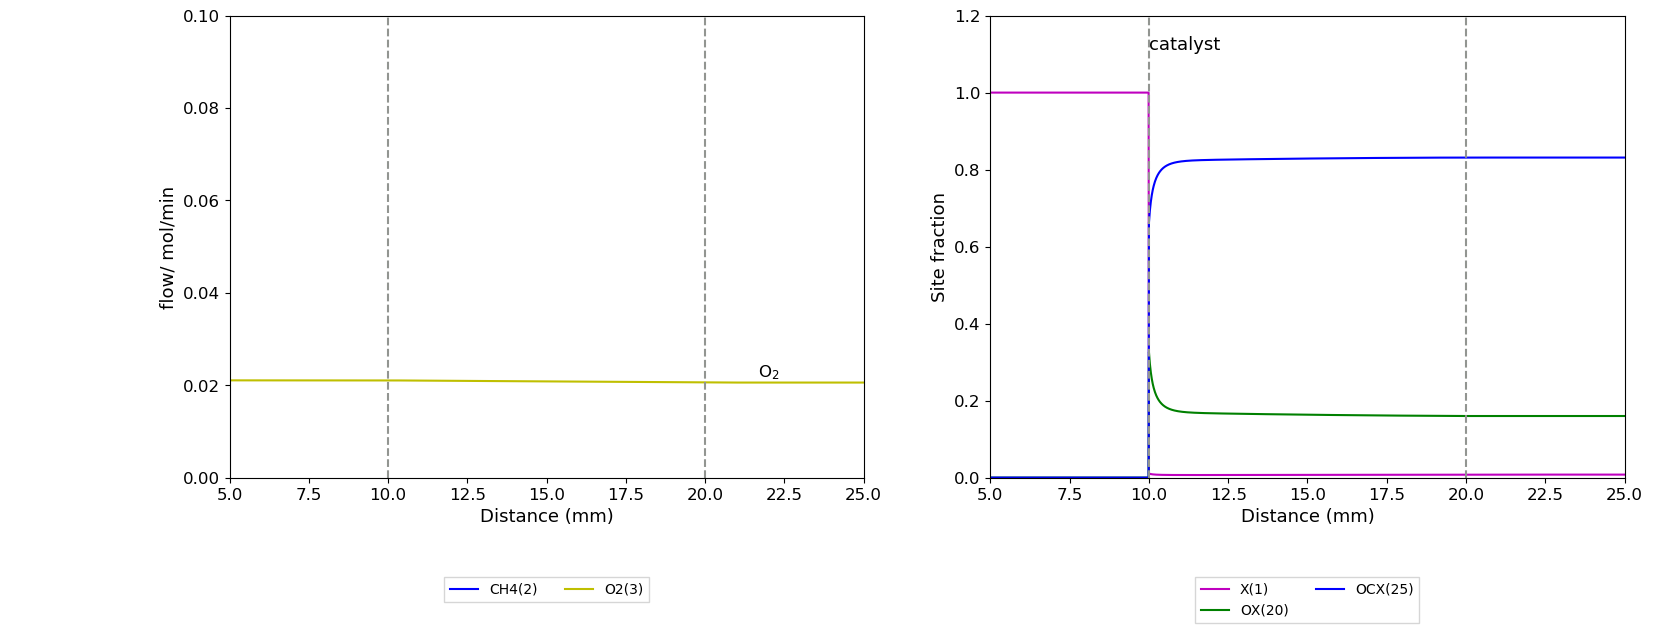 0.10
0.08
0.06
0.04
0.02
0.00
flow/ mol/min
O₂
5.0 7.5 10.0 12.5 15.0 17.5 20.0 22.5 25.0
Distance (mm)
CH4(2) O2(3)
1.2
1.0
0.8
0.6
0.4
0.2
0.0
Site fraction
catalyst
5.0 7.5 10.0 12.5 15.0 17.5 20.0 22.5 25.0
Distance (mm)
X(1) OCX(25)
OX(20)